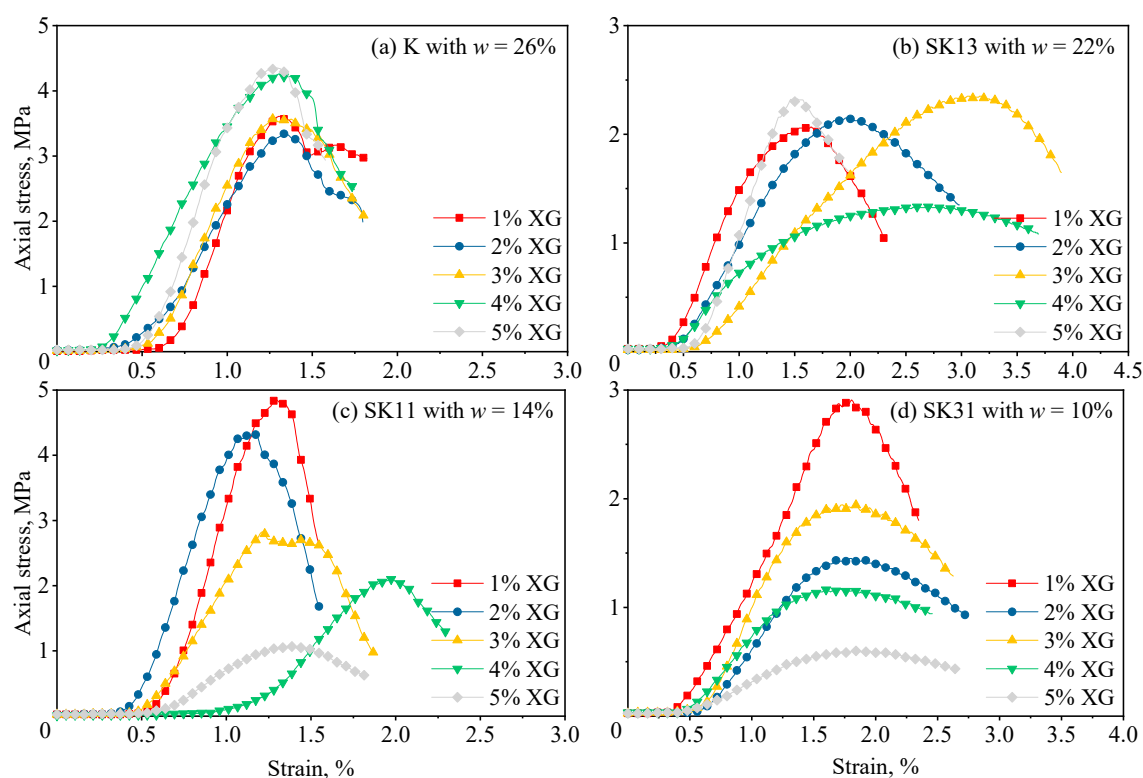 (a) K with w = 26%
Axial stress, MPa
5
4
3
2
1
0
0.5 1.0 1.5 2.0 2.5 3.0
1% XG
2% XG
3% XG
4% XG
5% XG
(b) SK13 with w = 22%
3
2
1
0
0.5 1.0 1.5 2.0 2.5 3.0 3.5 4.0 4.5
1% XG
2% XG
3% XG
4% XG
5% XG
(c) SK11 with w = 14%
Axial stress, MPa
5
4
3
2
1
0
0.5 1.0 1.5 2.0 2.5 3.0
Strain, %
1% XG
2% XG
3% XG
4% XG
5% XG
(d) SK31 with w = 10%
3
2
1
0
0.5 1.0 1.5 2.0 2.5 3.0 3.5 4.0
Strain, %
1% XG
2% XG
3% XG
4% XG
5% XG